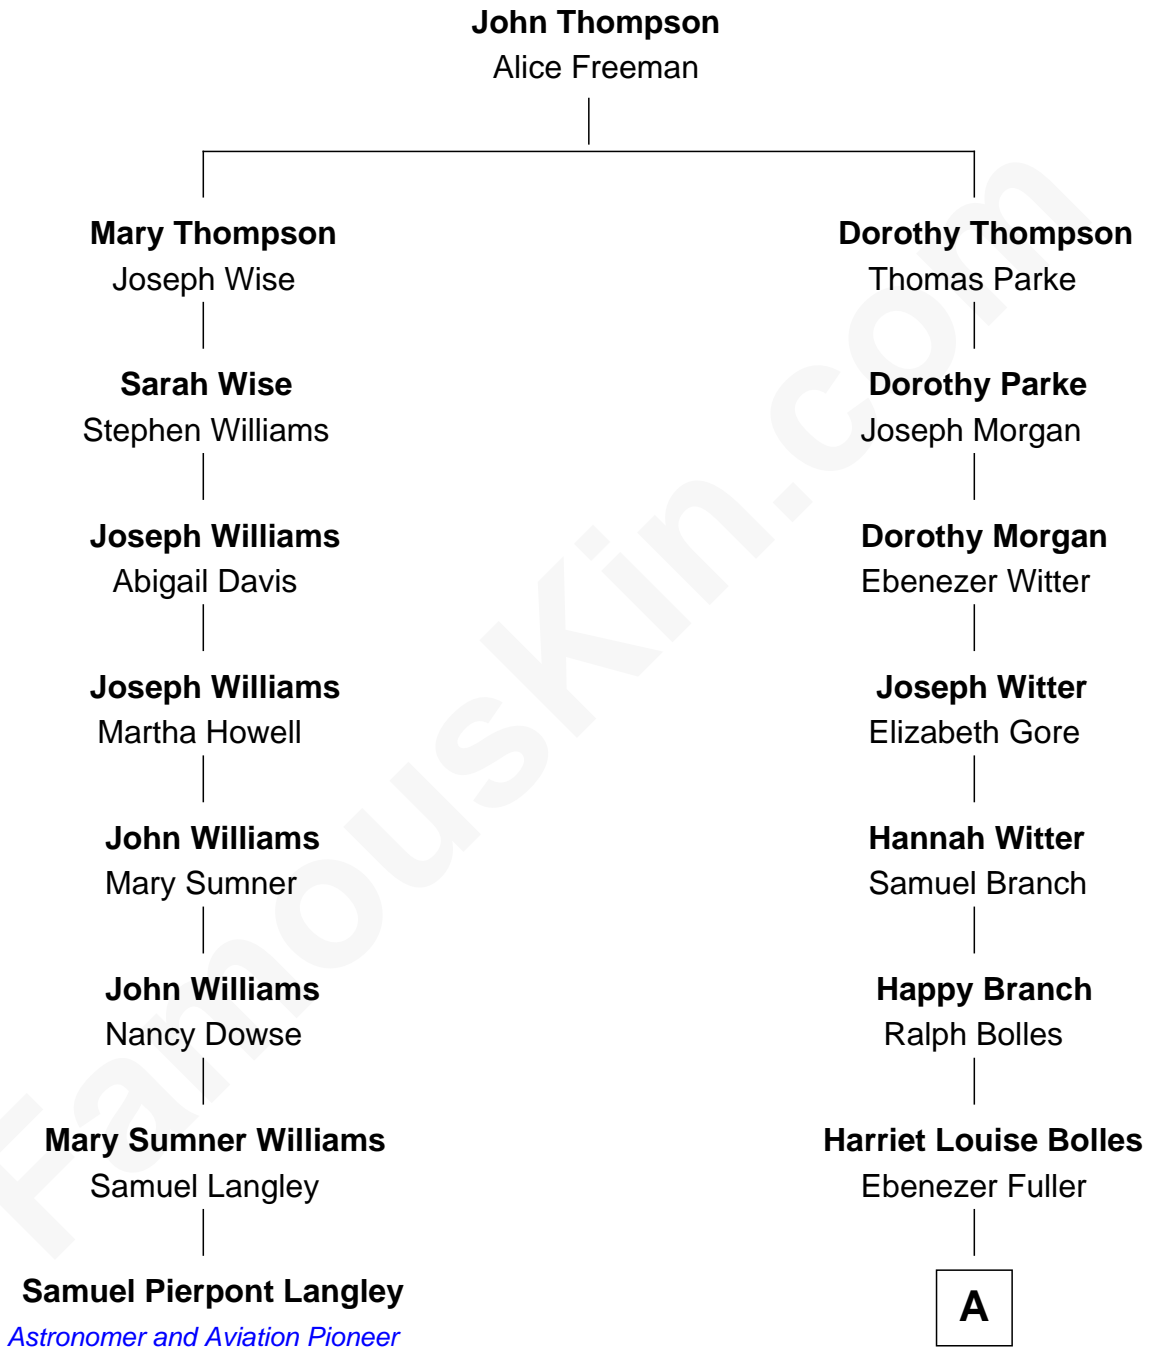 John Thompson
Alice Freeman
Mary Thompson
Joseph Wise
Dorothy Thompson
Thomas Parke
Sarah Wise
Stephen Williams
Dorothy Parke
Joseph Morgan
Joseph Williams
Abigail Davis
Dorothy Morgan
Ebenezer Witter
Joseph Williams
Martha Howell
Joseph Witter
Elizabeth Gore
John Williams
Mary Sumner
Hannah Witter
Samuel Branch
John Williams
Nancy Dowse
Happy Branch
Ralph Bolles
Mary Sumner Williams
Samuel Langley
Harriet Louise Bolles
Ebenezer Fuller
Samuel Pierpont Langley
Astronomer and Aviation Pioneer
A
FamousKin.com